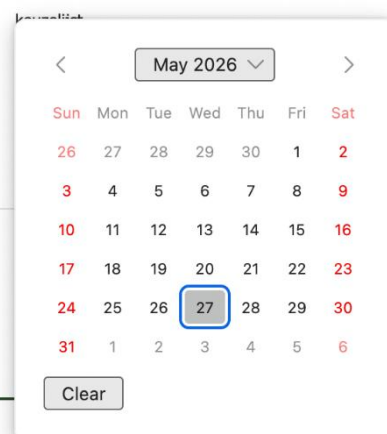 keuzelijst
May 2026
Sun Mon Tue Wed Thu Fri Sat
26 27 28 29 30 1 2
3 4 5 6 7 8 9
10 11 12 13 14 15 16
17 18 19 20 21 22 23
24 25 26 27 28 29 30
31 1 2 3 4 5 6
Clear